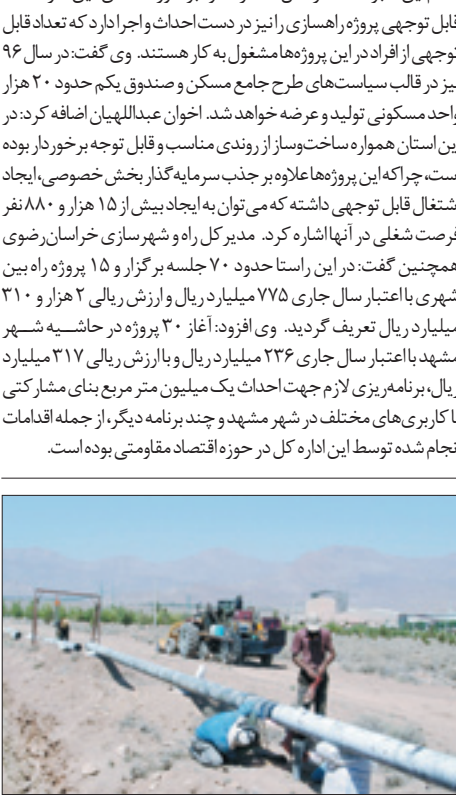 قابل توجهی پروژه راهسازی را نیز در دست احداث و اجرا دارد که تعداد قابل
توجهی از افراد در این پروژه‌ها مشغول به کار هستند. وی گفت: در سال ۹۶
نیز در قالب سیاست‌های طرح جامع مسکن و صندوق یکم حدود ۲۰ هزار
واحد مسکونی تولید و عرضه خواهد شد. اخوان عبداللهیان اضافه کرد: در
این استان همواره ساخت‌وساز از روندی مناسب و قابل توجه برخوردار بوده
است، چراکه این پروژه‌ها علاوه بر جذب سرمایه‌گذار بخش خصوصی، ایجاد
اشتغال قابل توجهی داشته که می‌توان به ایجاد بیش از ۱۵ هزار و ۸۸۰ نفر
فرصت شغلی در آنها اشاره کرد. مدیر کل راه و شهرسازی خراسان رضوی
همچنین گفت: در این راستا حدود ۷۰ جلسه برگزار و ۱۵ پروژه راه بین
شهری با اعتبار سال جاری ۷۷۵ میلیارد ریال و ارزش ریالی ۲ هزار و ۳۱۰
میلیارد ریال تعریف گردید. وی افزود: آغاز ۳۰ پروژه در حاشیه شهر
مشهد با اعتبار سال جاری ۲۳۶ میلیارد ریال و با ارزش ریالی ۳۱۷ میلیارد
ریال، برنامه‌ریزی لازم جهت احداث یک میلیون متر مربع بنای مشارکتی
با کاربری‌های مختلف در شهر مشهد و چند برنامه دیگر، از جمله اقدامات
انجام شده توسط این اداره کل در حوزه اقتصاد مقاومتی بوده است.